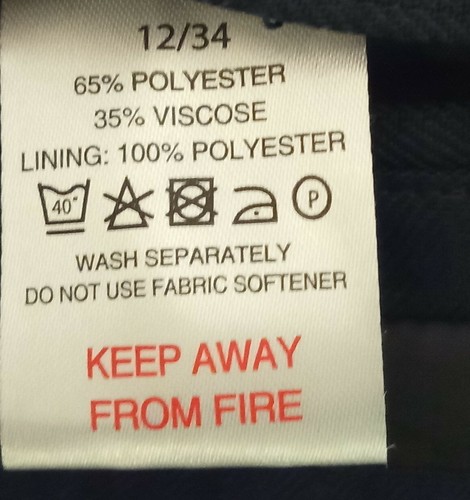 12/34
65% POLYESTER
35% VISCOSE
LINING: 100% POLYESTER
40° P
WASH SEPARATELY
DO NOT USE FABRIC SOFTENER
KEEP AWAY
FROM FIRE